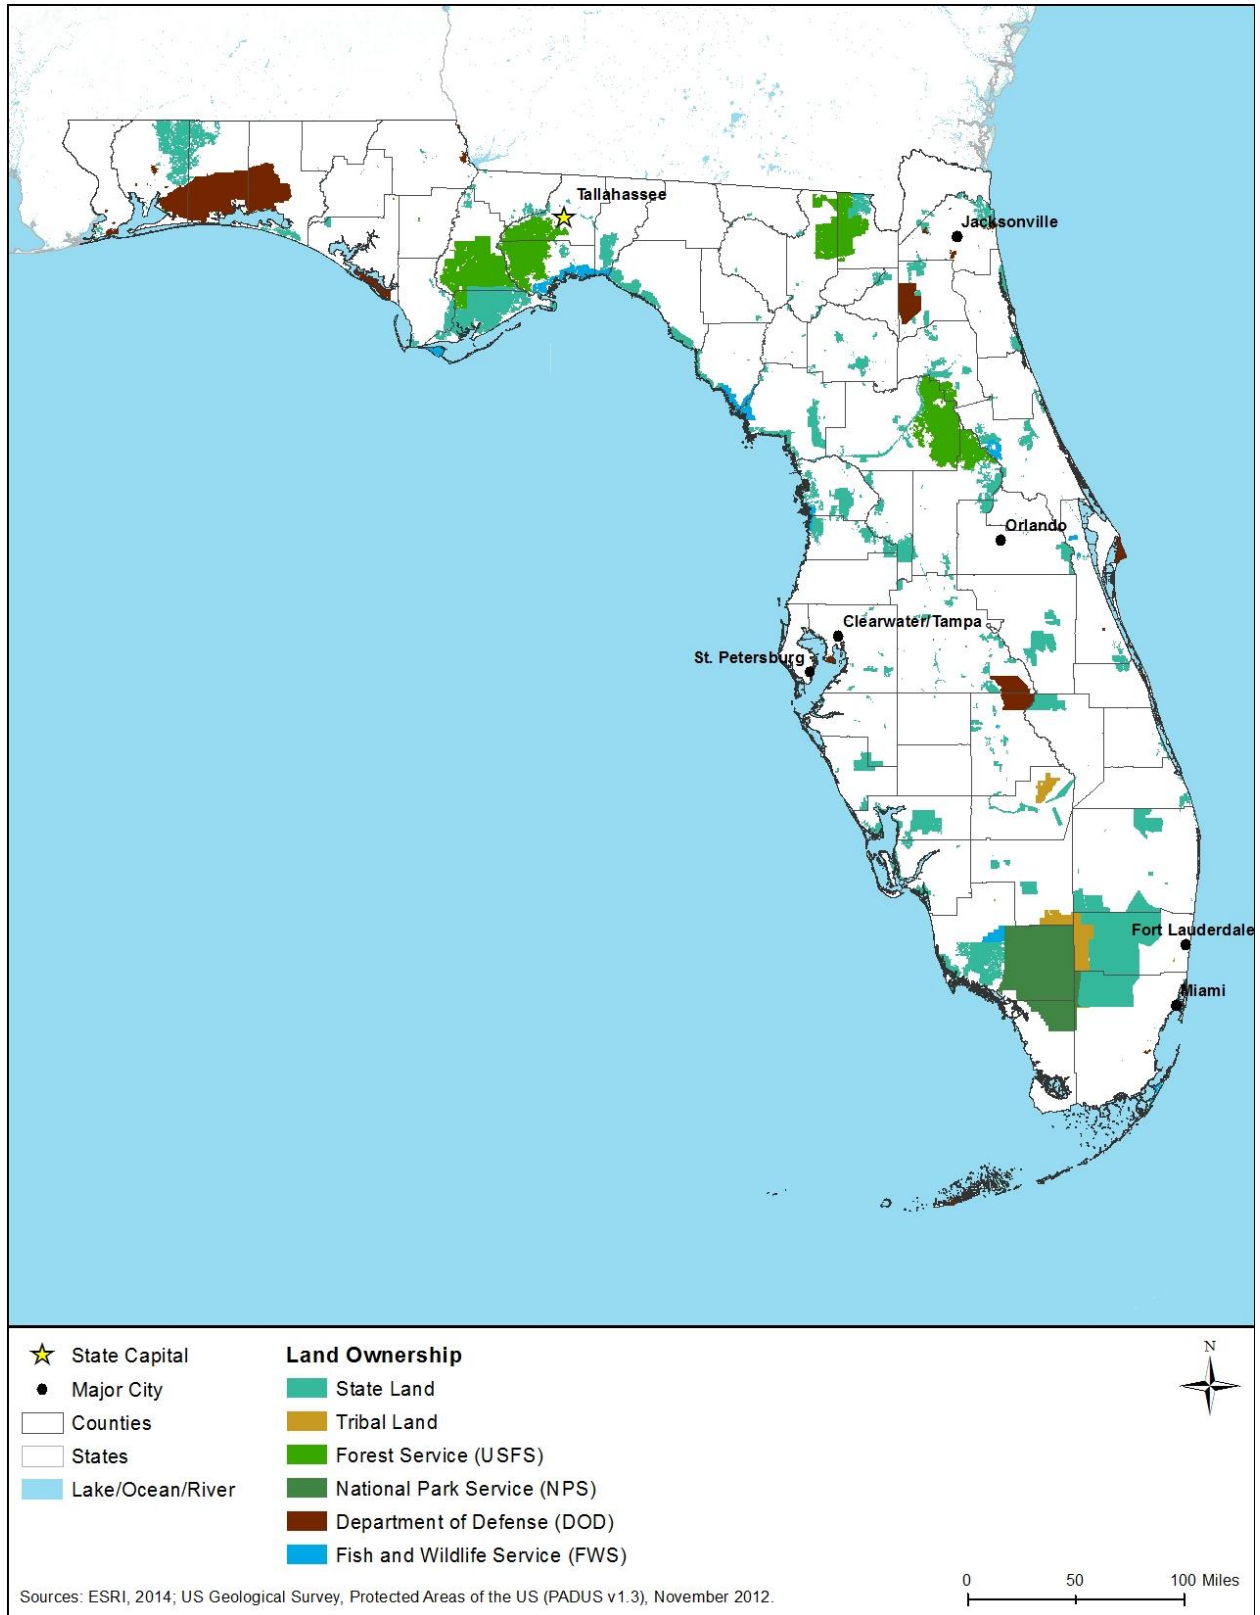 Tallahassee
Jacksonville
Orlando
Clearwater/Tampa
St. Petersburg
Fort Lauderdale
Miami
State Capital
Major City
Counties
States
Lake/Ocean/River
Land Ownership
State Land
Tribal Land
Forest Service (USFS)
National Park Service (NPS)
Department of Defense (DOD)
Fish and Wildlife Service (FWS)
N
0 50 100 Miles
Sources: ESRI, 2014; US Geological Survey, Protected Areas of the US (PADUS v1.3), November 2012.